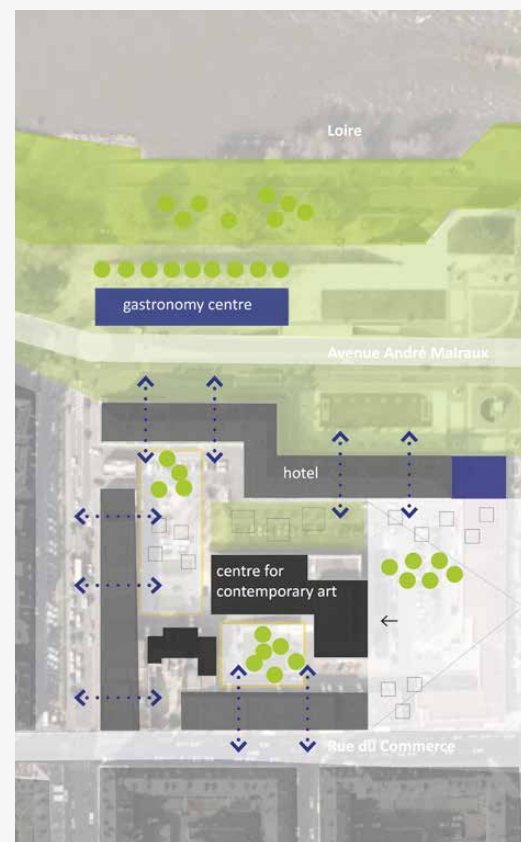 Loire
gastronomy centre
Avenue André Malraux
hotel
centre for
contemporary art
Rue du Commerce